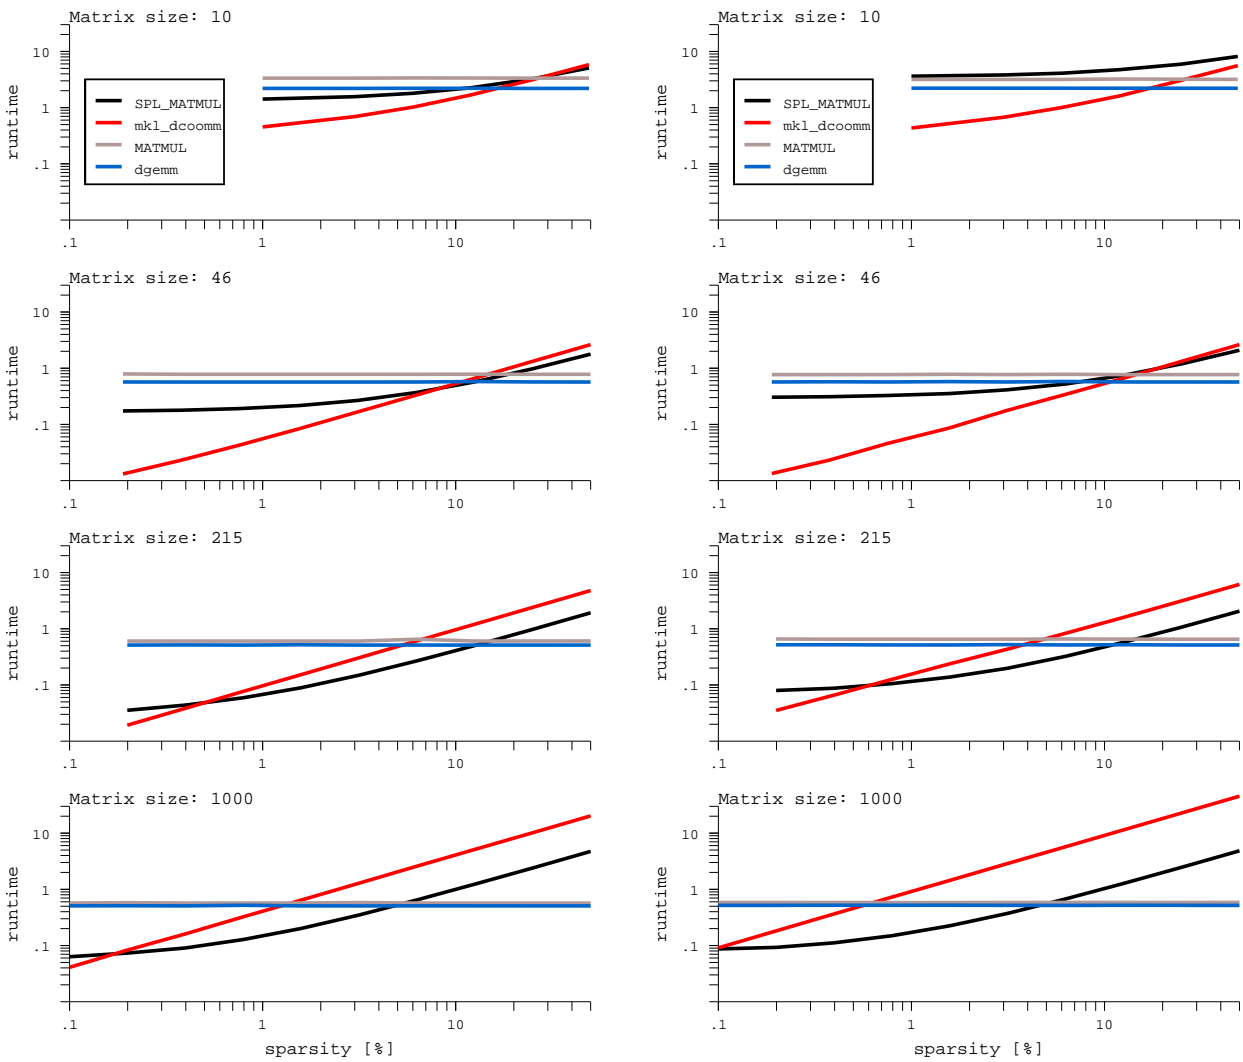 Matrix size: 10
10
1
.1
runtime
SPL_MATMUL
mkl_dcoomm
MATMUL
dgemm
.1
1
10
Matrix size: 10
10
1
.1
runtime
SPL_MATMUL
mkl_dcoomm
MATMUL
dgemm
.1
1
10
Matrix size: 46
10
1
.1
runtime
.1
1
10
Matrix size: 46
10
1
.1
runtime
.1
1
10
Matrix size: 215
10
1
.1
runtime
.1
1
10
Matrix size: 215
10
1
.1
runtime
.1
1
10
Matrix size: 1000
10
1
.1
runtime
.1
1
10
sparsity [%]
Matrix size: 1000
10
1
.1
runtime
.1
1
10
sparsity [%]